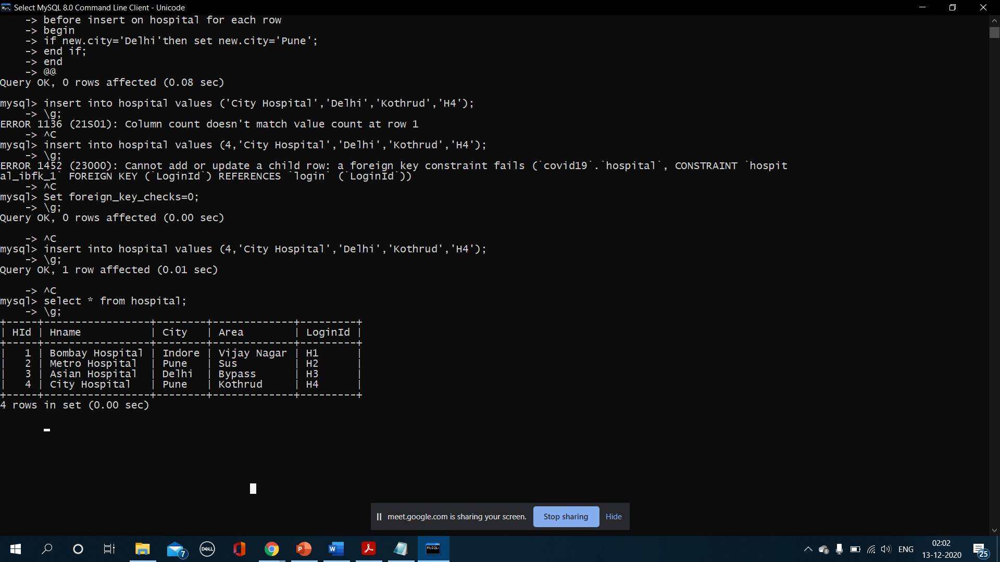 Select MySQL 8.0 Command Line Client - Unicode
    -> before insert on hospital for each row
    -> begin
    -> if new.city='Delhi'then set new.city='Pune';
    -> end if;
    -> end
    -> @@
Query OK, 0 rows affected (0.08 sec)
mysql> insert into hospital values ('City Hospital','Delhi','Kothrud','H4');
    -> \g;
ERROR 1136 (21S01): Column count doesn't match value count at row 1
    -> ^C
mysql> insert into hospital values (4,'City Hospital','Delhi','Kothrud','H4');
    -> \g;
ERROR 1452 (23000): Cannot add or update a child row: a foreign key constraint fails (`covid19`.`hospital`, CONSTRAINT `hospit
al_ibfk_1` FOREIGN KEY (`LoginId`) REFERENCES `login` (`LoginId`))
    -> ^C
mysql> Set foreign_key_checks=0;
    -> \g;
Query OK, 0 rows affected (0.00 sec)
    -> ^C
mysql> insert into hospital values (4,'City Hospital','Delhi','Kothrud','H4');
    -> \g;
Query OK, 1 row affected (0.01 sec)
    -> ^C
mysql> select * from hospital;
    -> \g;
+-----+-----------------+--------+-------------+---------+
| HId | Hname           | City   | Area        | LoginId |
+-----+-----------------+--------+-------------+---------+
|   1 | Bombay Hospital | Indore | Vijay Nagar | H1      |
|   2 | Metro Hospital  | Pune   | Sus         | H2      |
|   3 | Asian Hospital  | Delhi  | Bypass      | H3      |
|   4 | City Hospital   | Pune   | Kothrud     | H4      |
+-----+-----------------+--------+-------------+---------+
4 rows in set (0.00 sec)
meet.google.com is sharing your screen. Stop sharing Hide
7 DELL P W MySQL ENG 02:02
13-12-2020 25